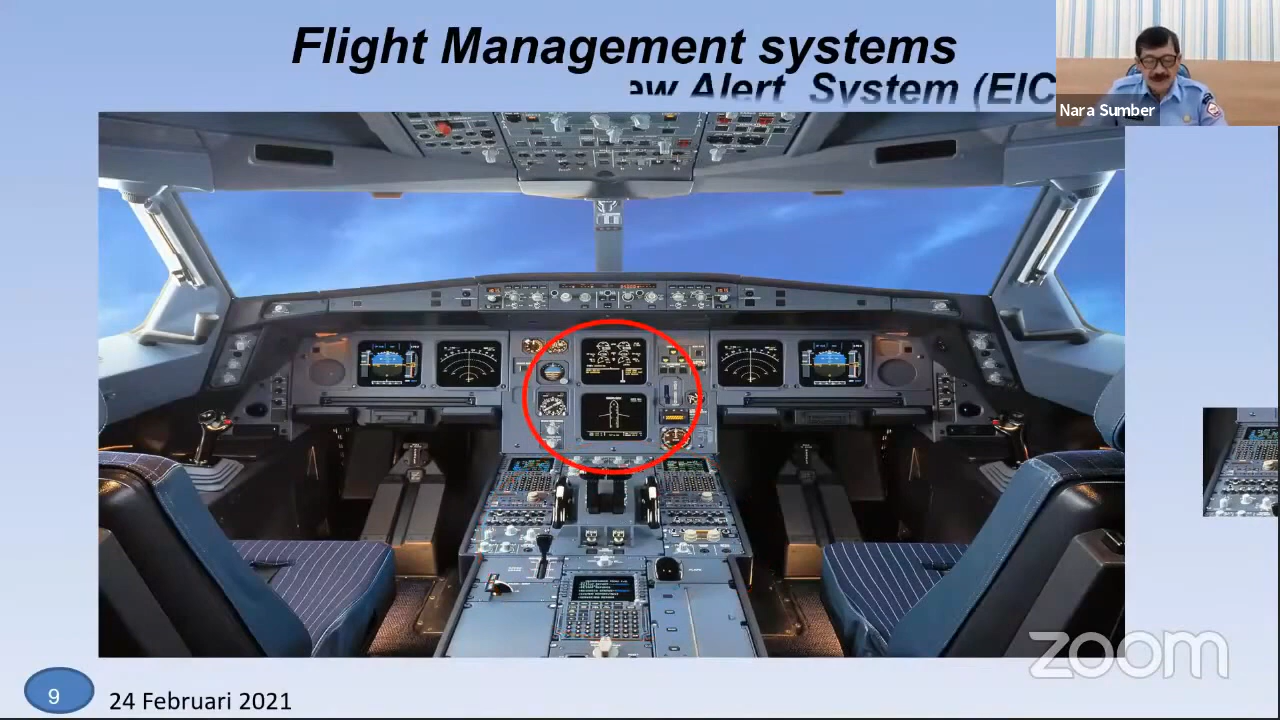 Flight Management systems
Alert System (EIC
Nara Sumber
zoom
9
24 Februari 2021